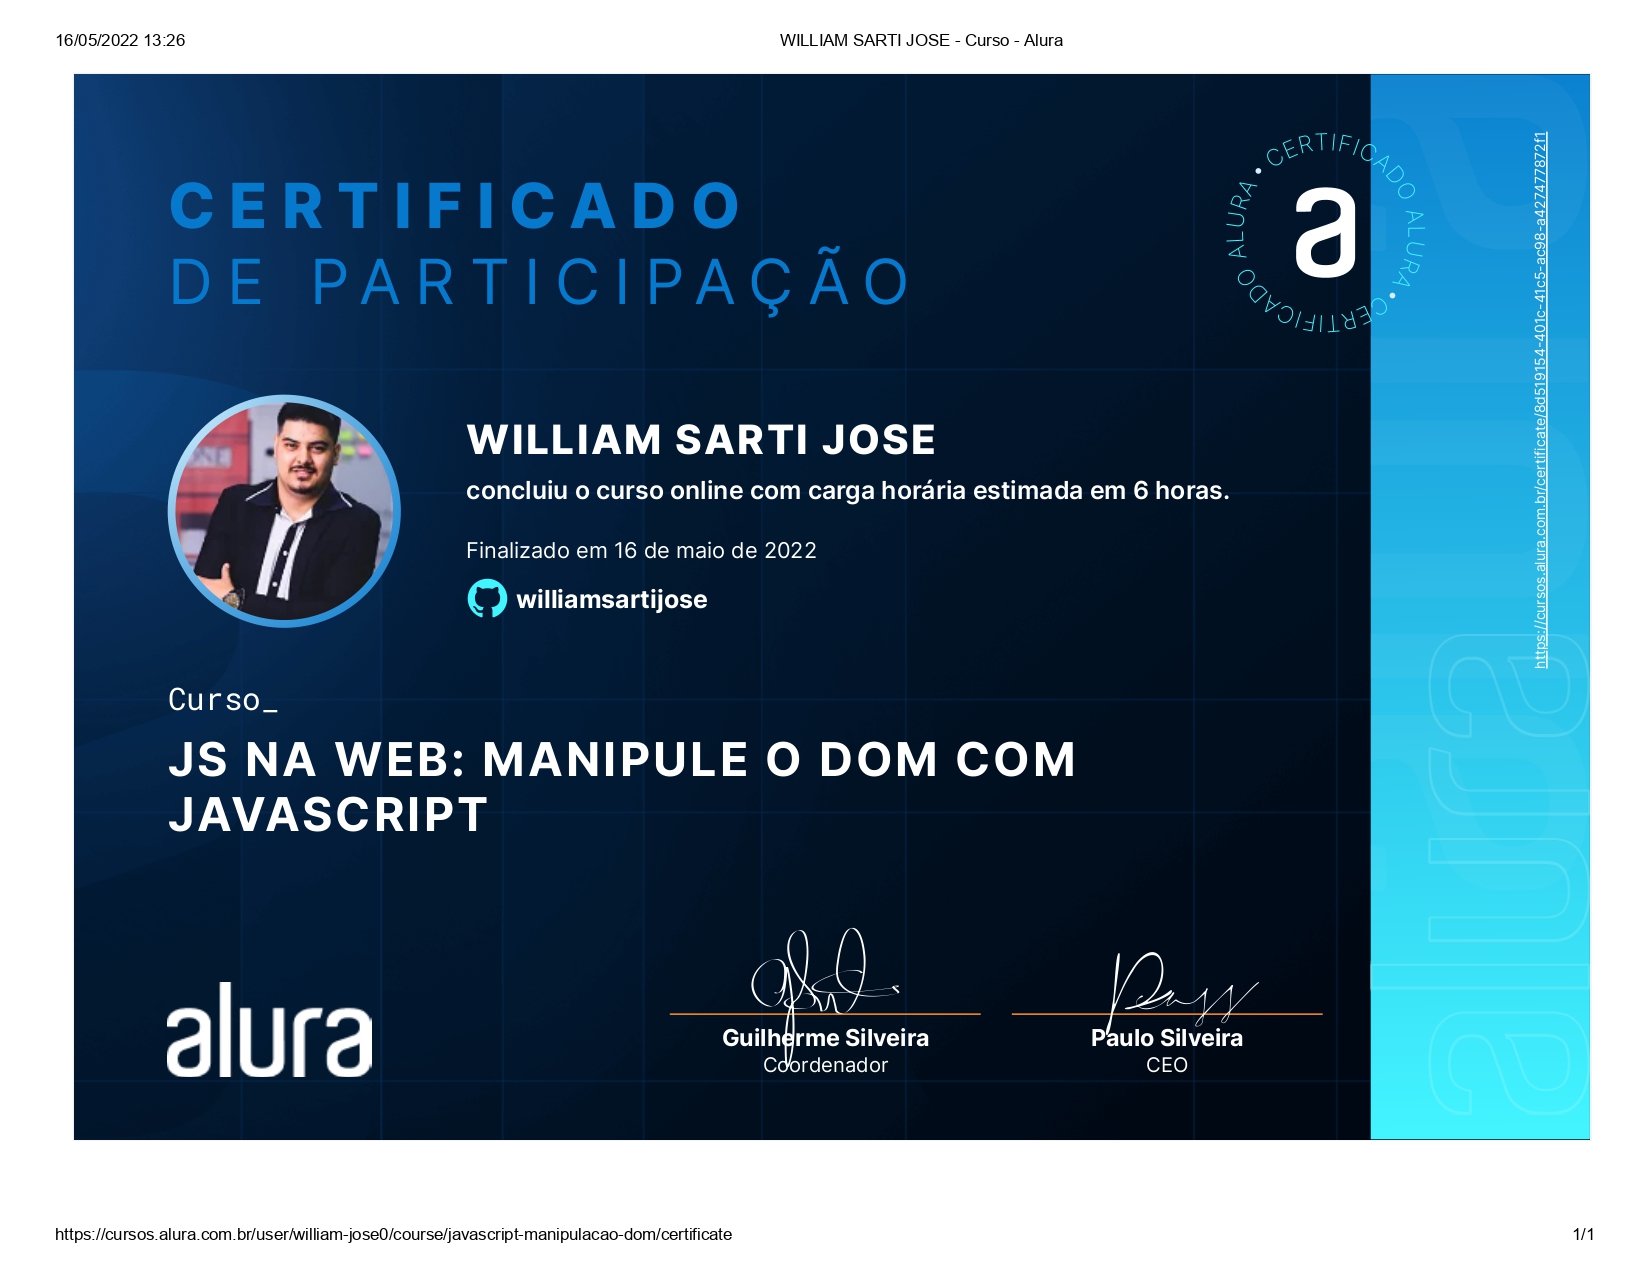 16/05/2022 13:26
WILLIAM SARTI JOSE - Curso - Alura
CERTIFICADO
DE PARTICIPAÇÃO
• CERTIFICADO ALURA • CERTIFICADO ALURA
a
https://cursos.alura.com.br/certificate/8d519154-401c-41c5-ac98-a427477872f1
WILLIAM SARTI JOSE
concluiu o curso online com carga horária estimada em 6 horas.
Finalizado em 16 de maio de 2022
williamsartijose
Curso_
JS NA WEB: MANIPULE O DOM COM
JAVASCRIPT
alura
alura
Guilherme Silveira
Coordenador
Paulo Silveira
CEO
https://cursos.alura.com.br/user/william-jose0/course/javascript-manipulacao-dom/certificate
1/1